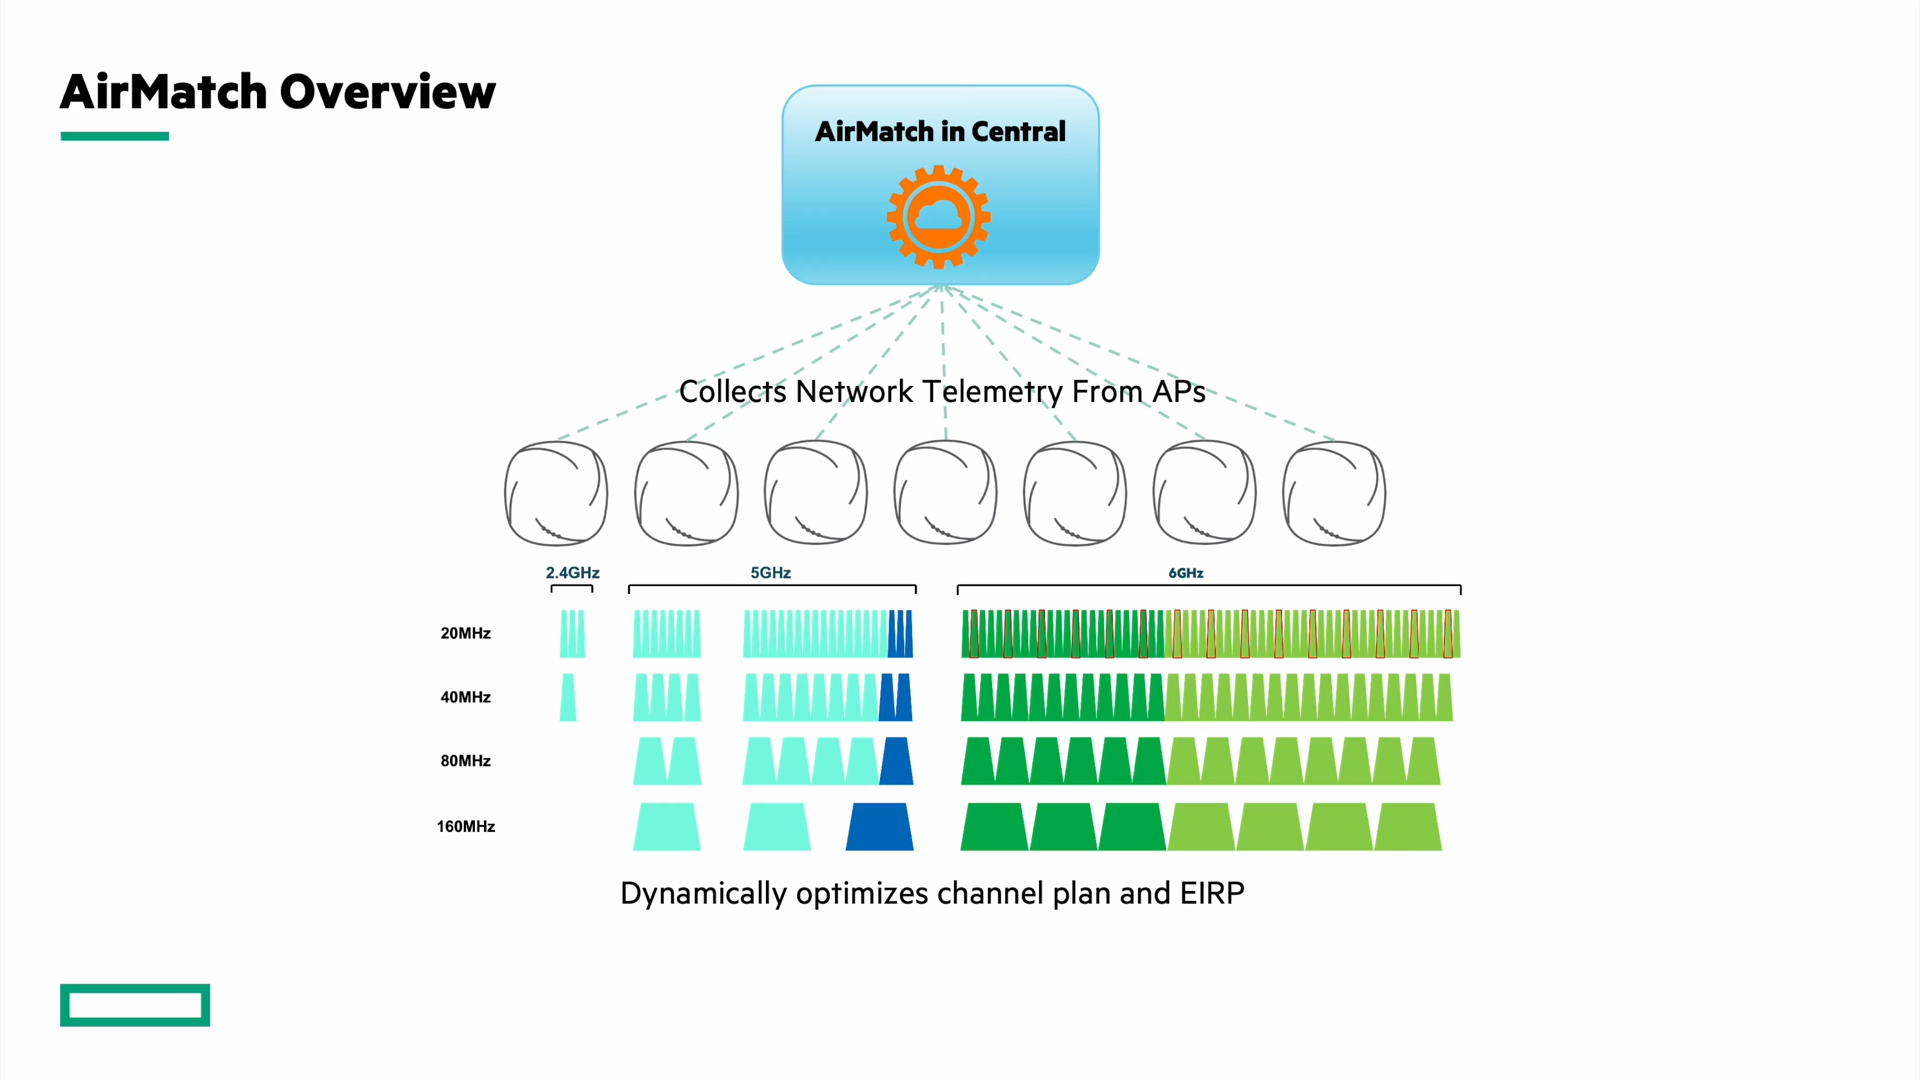 AirMatch Overview
AirMatch in Central
Collects Network Telemetry From APs
2.4GHz
5GHz
6GHz
20MHz
40MHz
80MHz
160MHz
Dynamically optimizes channel plan and EIRP